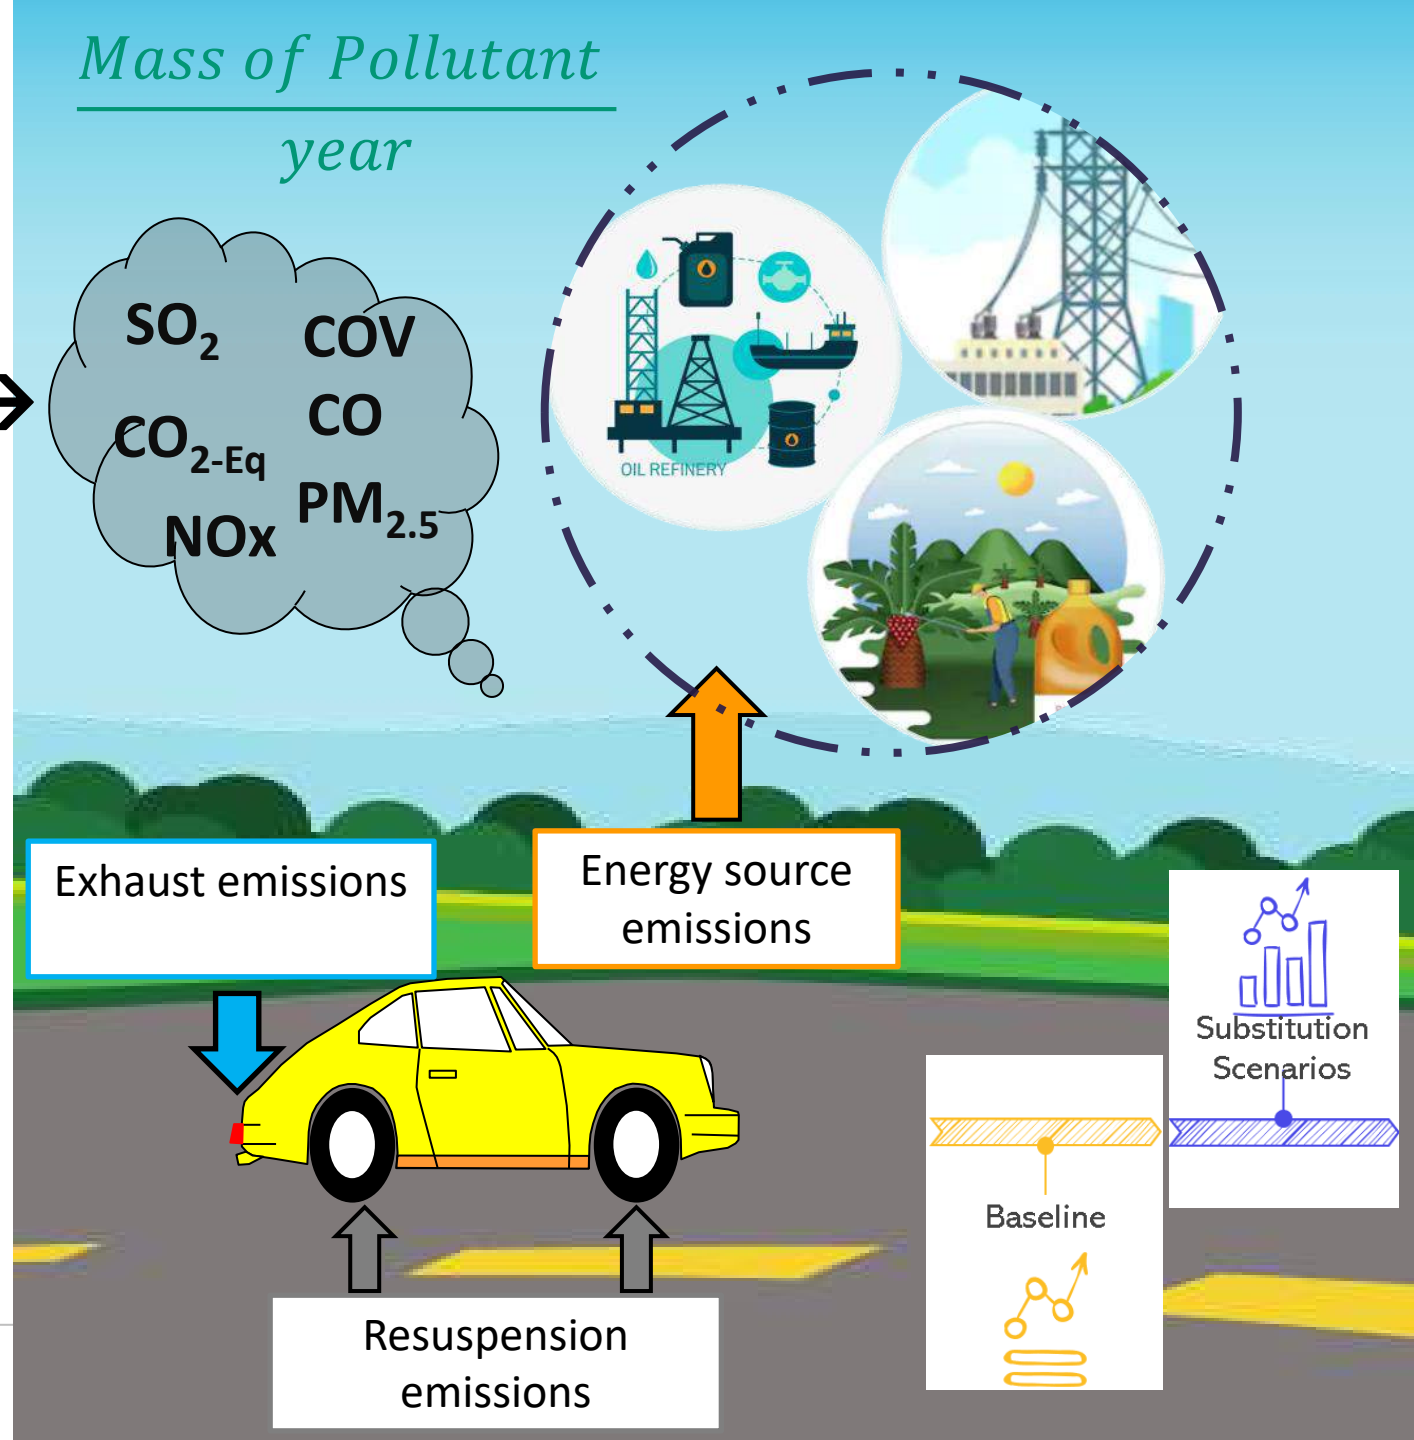 Mass of Pollutant
year
SO₂
COV
CO₂₋Eq
CO
NOx
PM₂.₅
OIL REFINERY
Exhaust emissions
Energy source
emissions
Substitution
Scenarios
Baseline
Resuspension
emissions